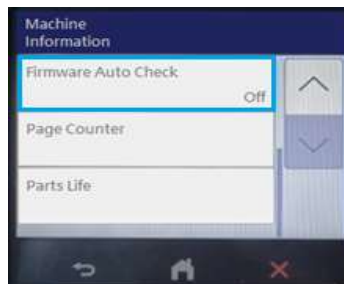 Machine
Information
Firmware Auto Check
Off
Page Counter
Parts Life